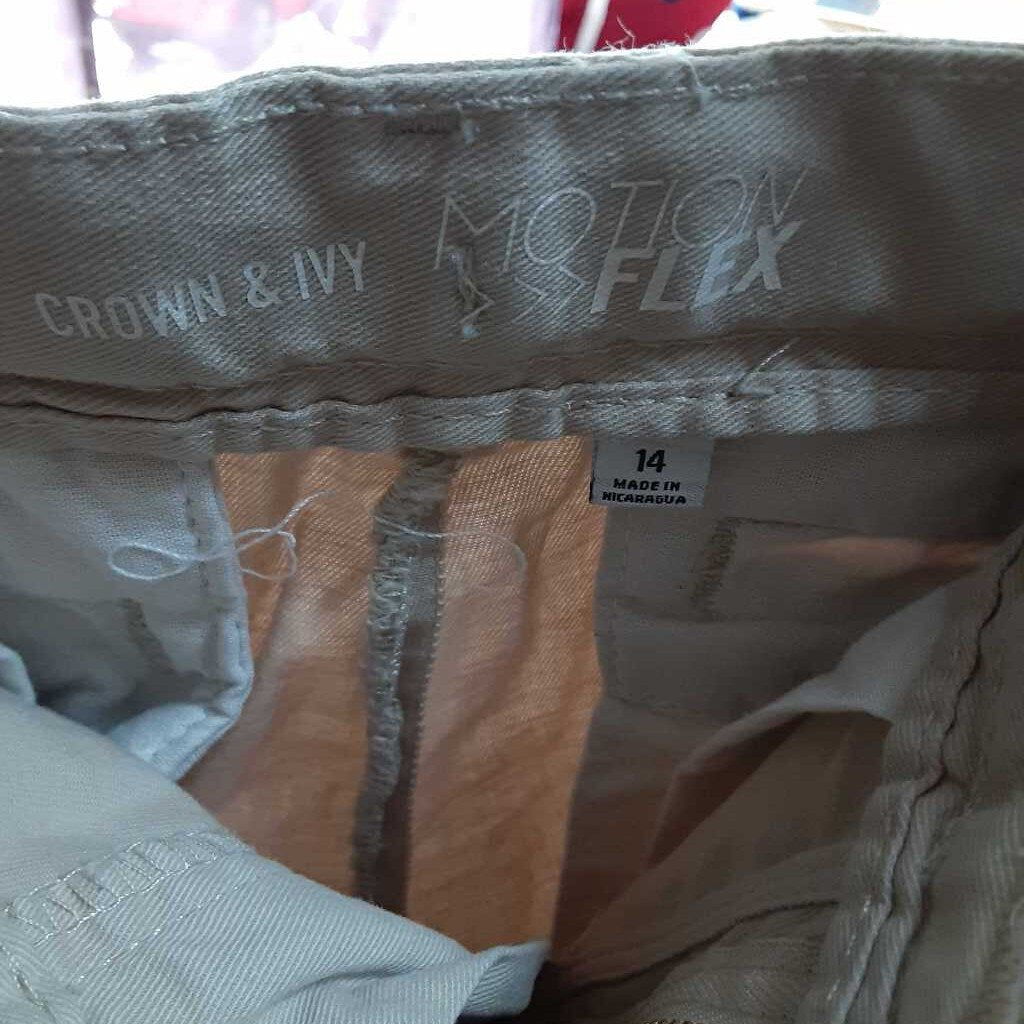 CROWN & IVY
MOTION
FLEX
14
MADE IN
NICARAGUA